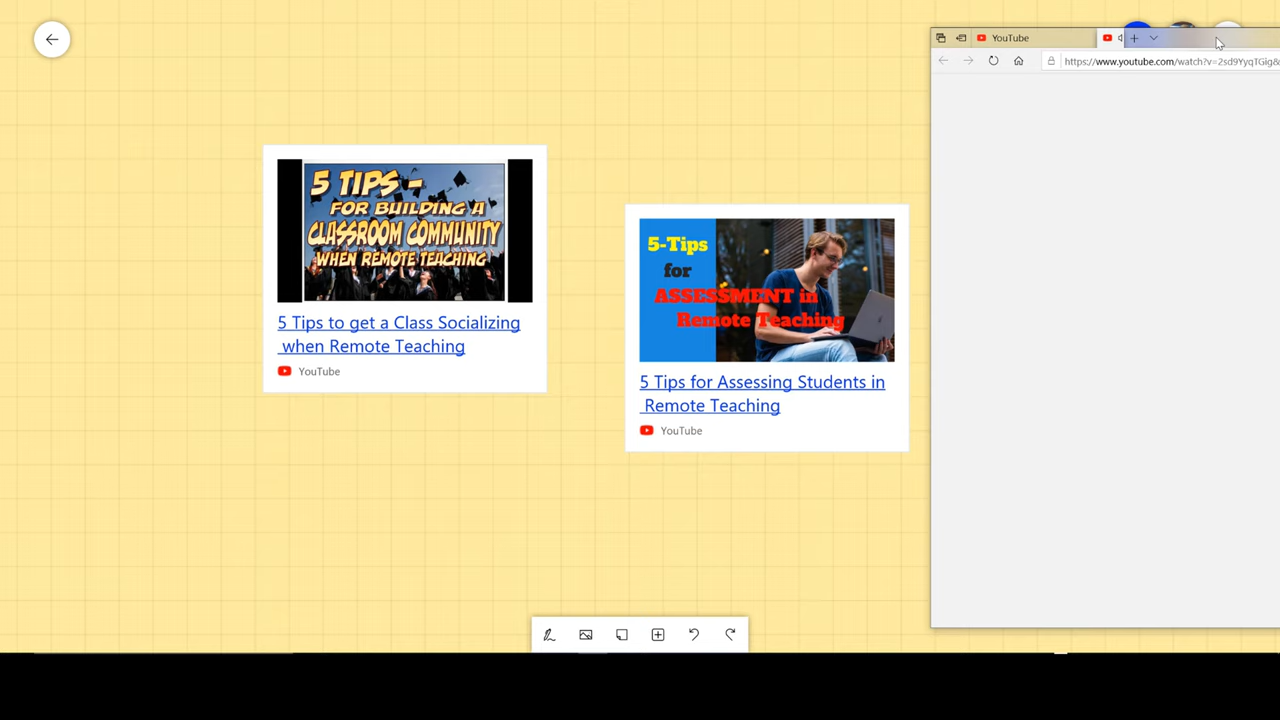 YouTube
https://www.youtube.com/watch?v=2sd9YyqTGig&
5 TIPS -
FOR BUILDING A
CLASSROOM COMMUNITY
WHEN REMOTE TEACHING
5 Tips to get a Class Socializing
when Remote Teaching
YouTube
5-Tips
for
ASSESSMENT in
Remote Teaching
5 Tips for Assessing Students in
Remote Teaching
YouTube